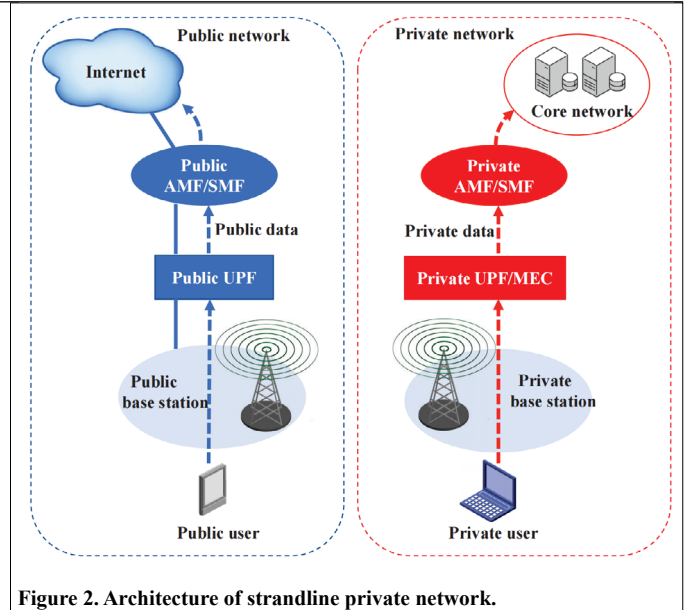 Public network
Internet
Public
AMF/SMF
Public data
Public UPF
Public
base station
Public user
Private network
Core network
Private
AMF/SMF
Private data
Private UPF/MEC
Private
base station
Private user
Figure 2. Architecture of strandline private network.